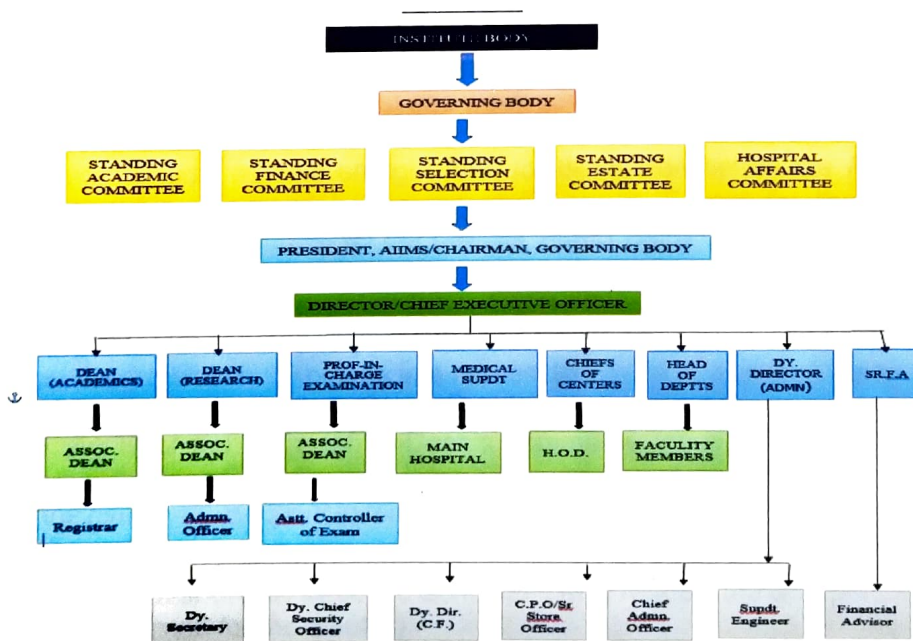 INSTITUTE BODY
GOVERNING BODY
STANDING
ACADEMIC
COMMITTEE
STANDING
FINANCE
COMMITTEE
STANDING
SELECTION
COMMITTEE
STANDING
ESTATE
COMMITTEE
HOSPITAL
AFFAIRS
COMMITTEE
PRESIDENT, AIIMS/CHAIRMAN, GOVERNING BODY
DIRECTOR/CHIEF EXECUTIVE OFFICER
DEAN
(ACADEMICS)
DEAN
(RESEARCH)
PROF-IN-
CHARGE
EXAMINATION
MEDICAL
SUPDT
CHIEFS
OF
CENTERS
HEAD
OF
DEPTTS
DY.
DIRECTOR
(ADMN)
SR.F.A
ASSOC.
DEAN
ASSOC.
DEAN
ASSOC.
DEAN
MAIN
HOSPITAL
H.O.D.
FACULITY
MEMBERS
Registrar
Admn.
Officer
Astt. Controller
of Exam
Dy.
Secretary
Dy. Chief
Security
Officer
Dy. Dir.
(C.F.)
C.P.O/Sr
Store
Officer
Chief
Admn.
Officer
Supdt.
Engineer
Financial
Advisor